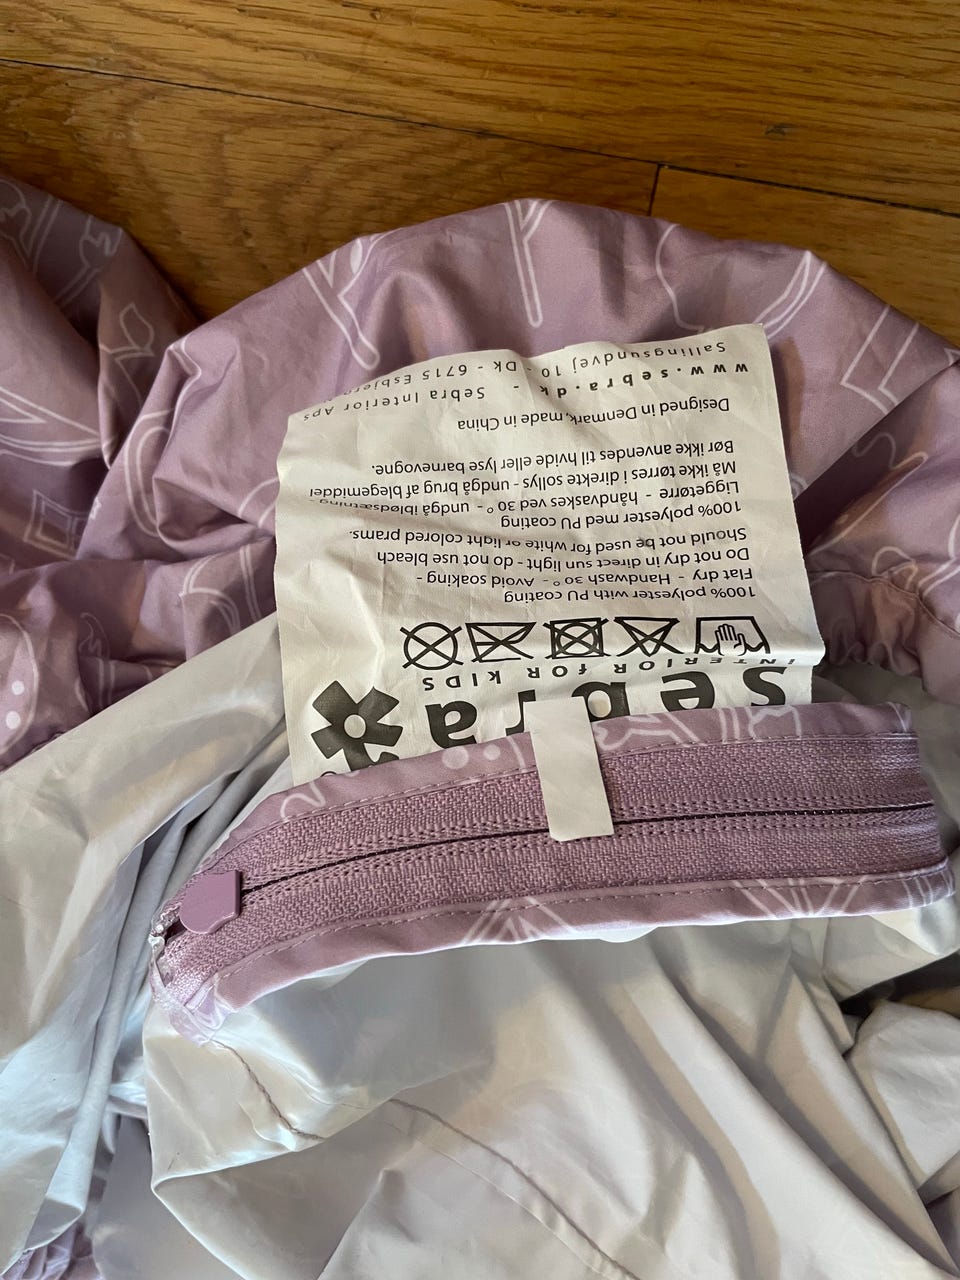 sebra
INTERIOR FOR KIDS
100% polyester with PU coating
Flat dry - Handwash 30º - Avoid soaking -
Do not dry in direct sun light - do not use bleach
Should not be used for white or light colored prams.
100% polyester med PU coating
Liggetørre - håndvaskes ved 30º - undgå iblødsætning
Må ikke tørres i direkte sollys - undgå brug af blegemiddel
Bør ikke anvendes til hvide eller lyse barnevogne.
Designed in Denmark, made in China
www.sebra.dk - Sebra Interior Aps
Sallingsundvej 10 - Dk - 6715 Esbjerg